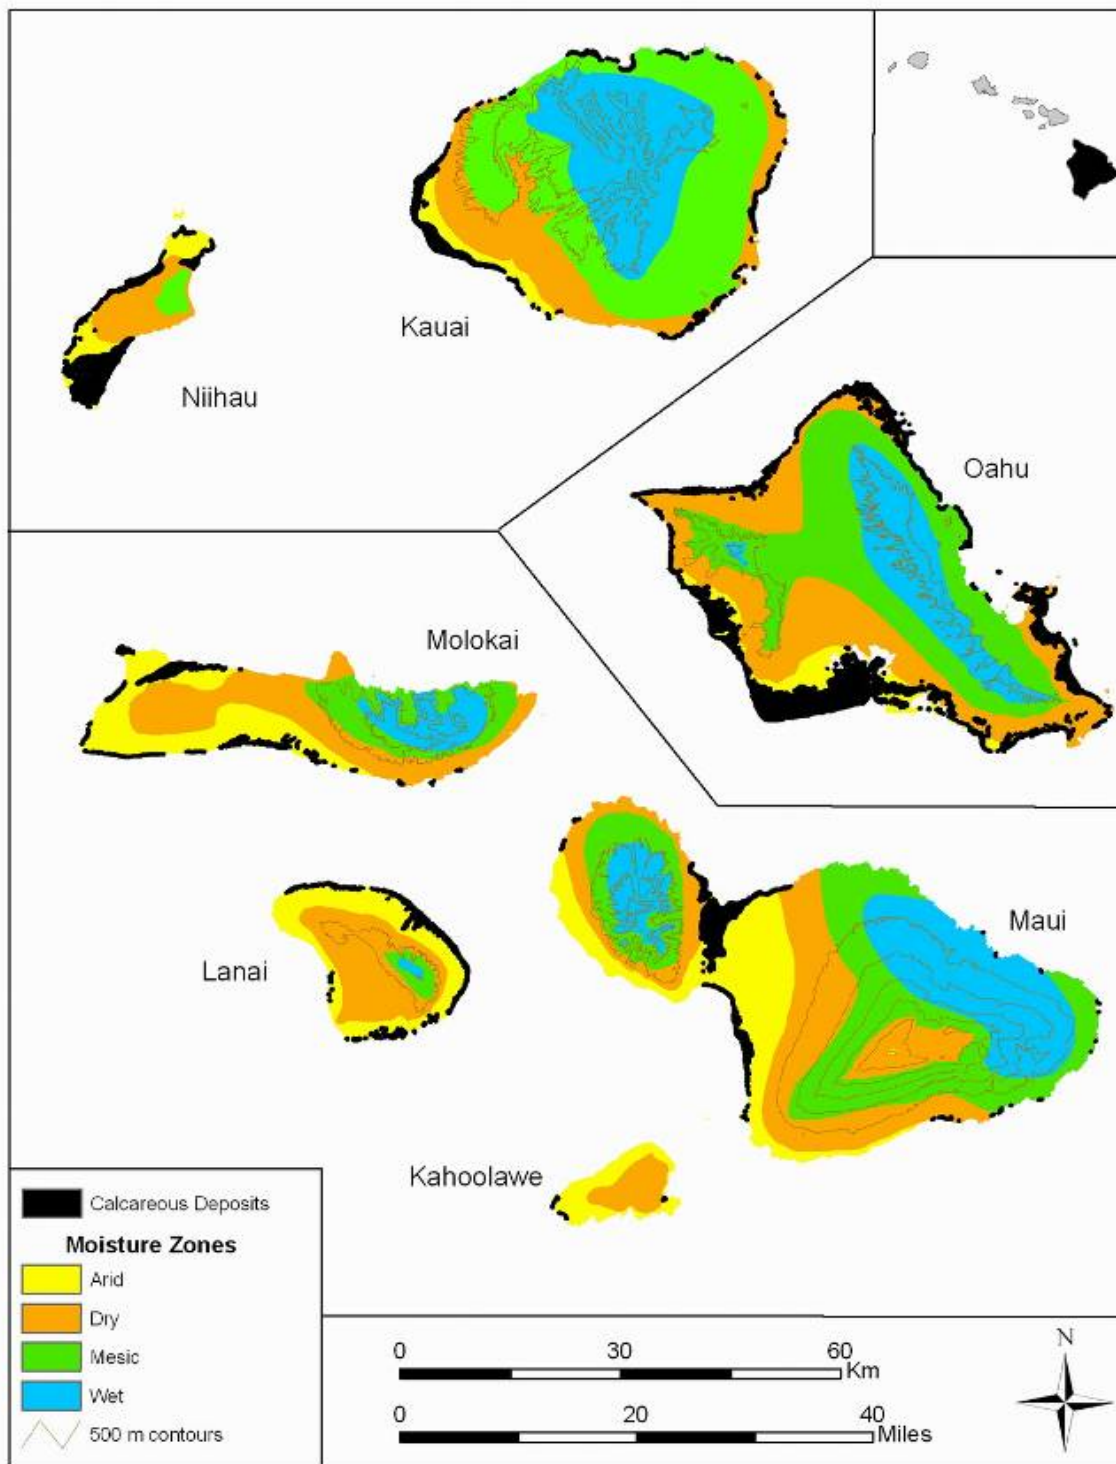 Kauai
Niihau
Oahu
Molokai
Maui
Lanai
Kahoolawe
Calcareous Deposits
Moisture Zones
Arid
Dry
Mesic
Wet
500 m contours
0 30 60
Km
0 20 40
Miles
N